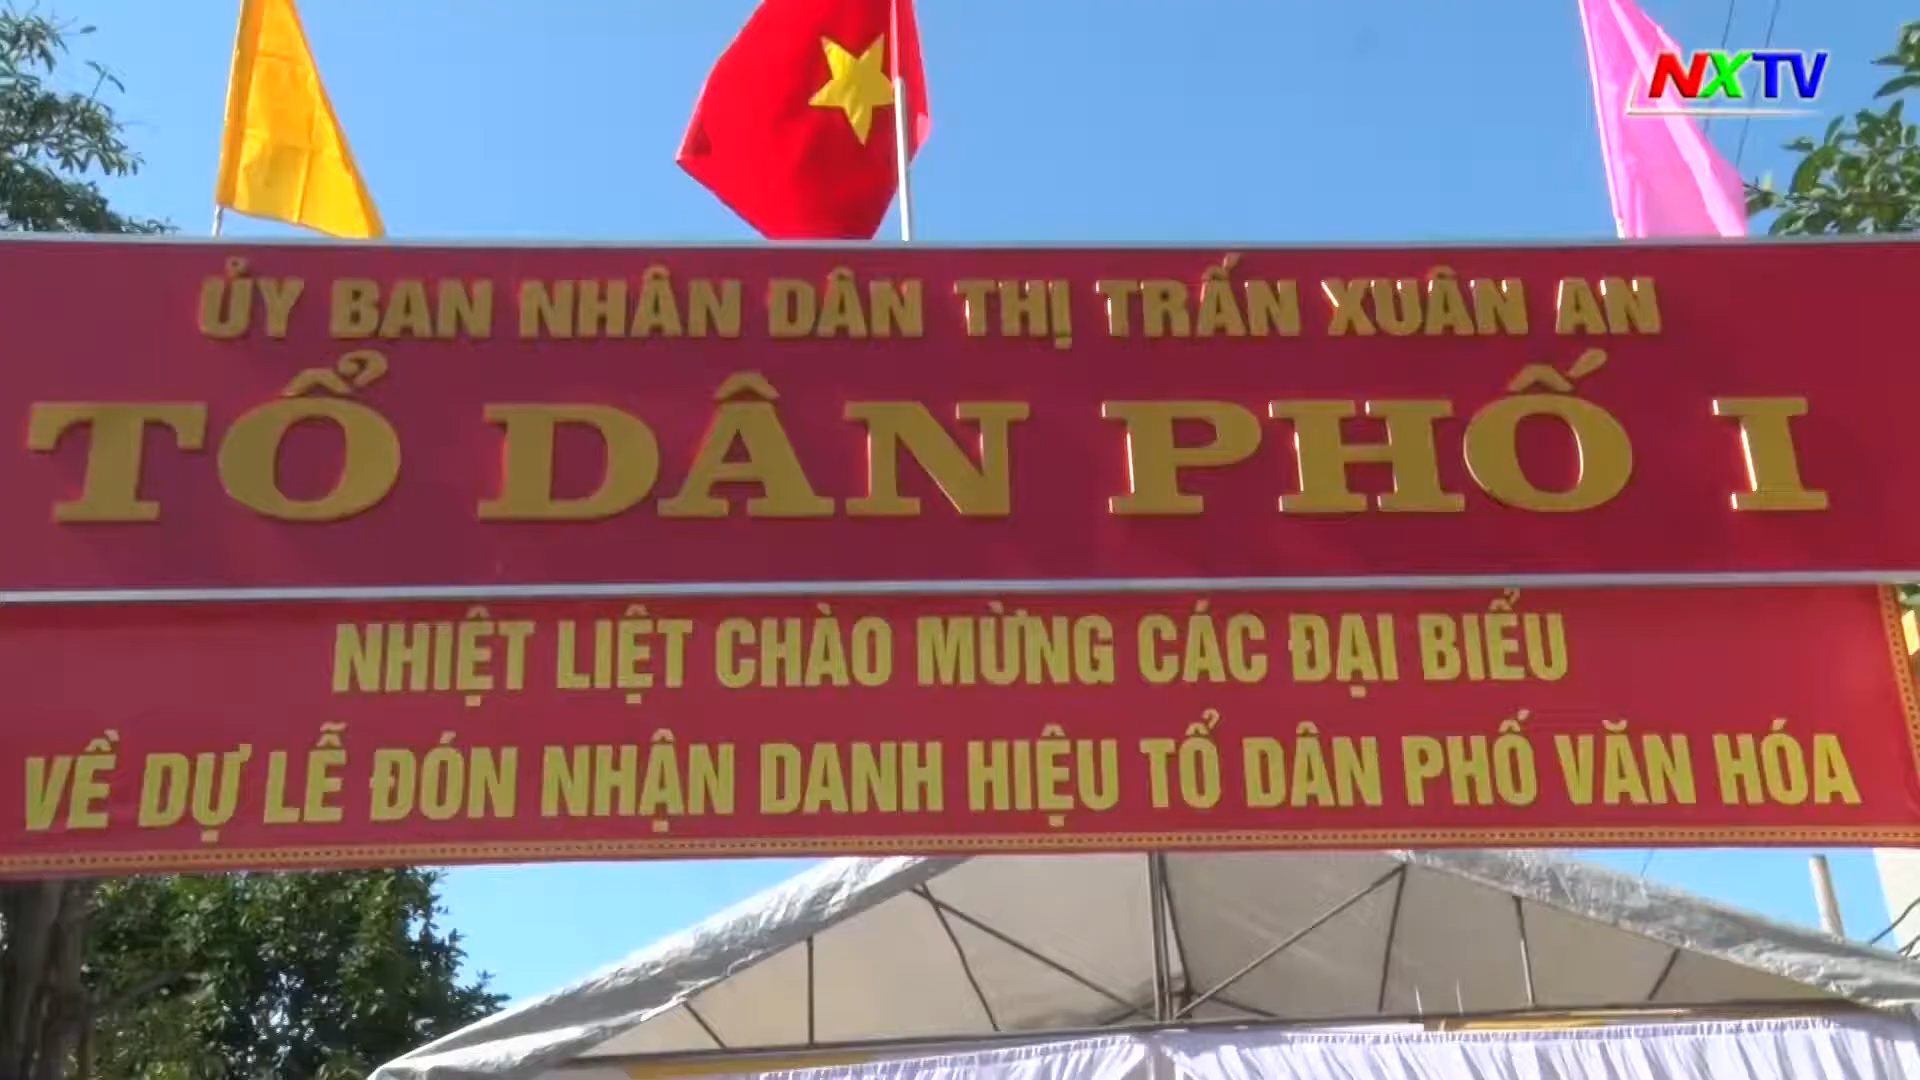 NXTV
ỦY BAN NHÂN DÂN THỊ TRẤN XUÂN AN
TỔ DÂN PHỐ I
NHIỆT LIỆT CHÀO MỪNG CÁC ĐẠI BIỂU
VỀ DỰ LỄ ĐÓN NHẬN DANH HIỆU TỔ DÂN PHỐ VĂN HÓA